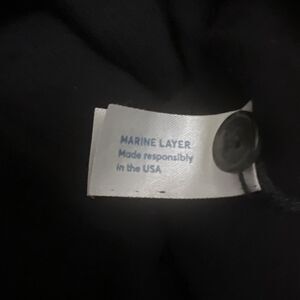 MARINE LAYER
Made responsibly
in the USA